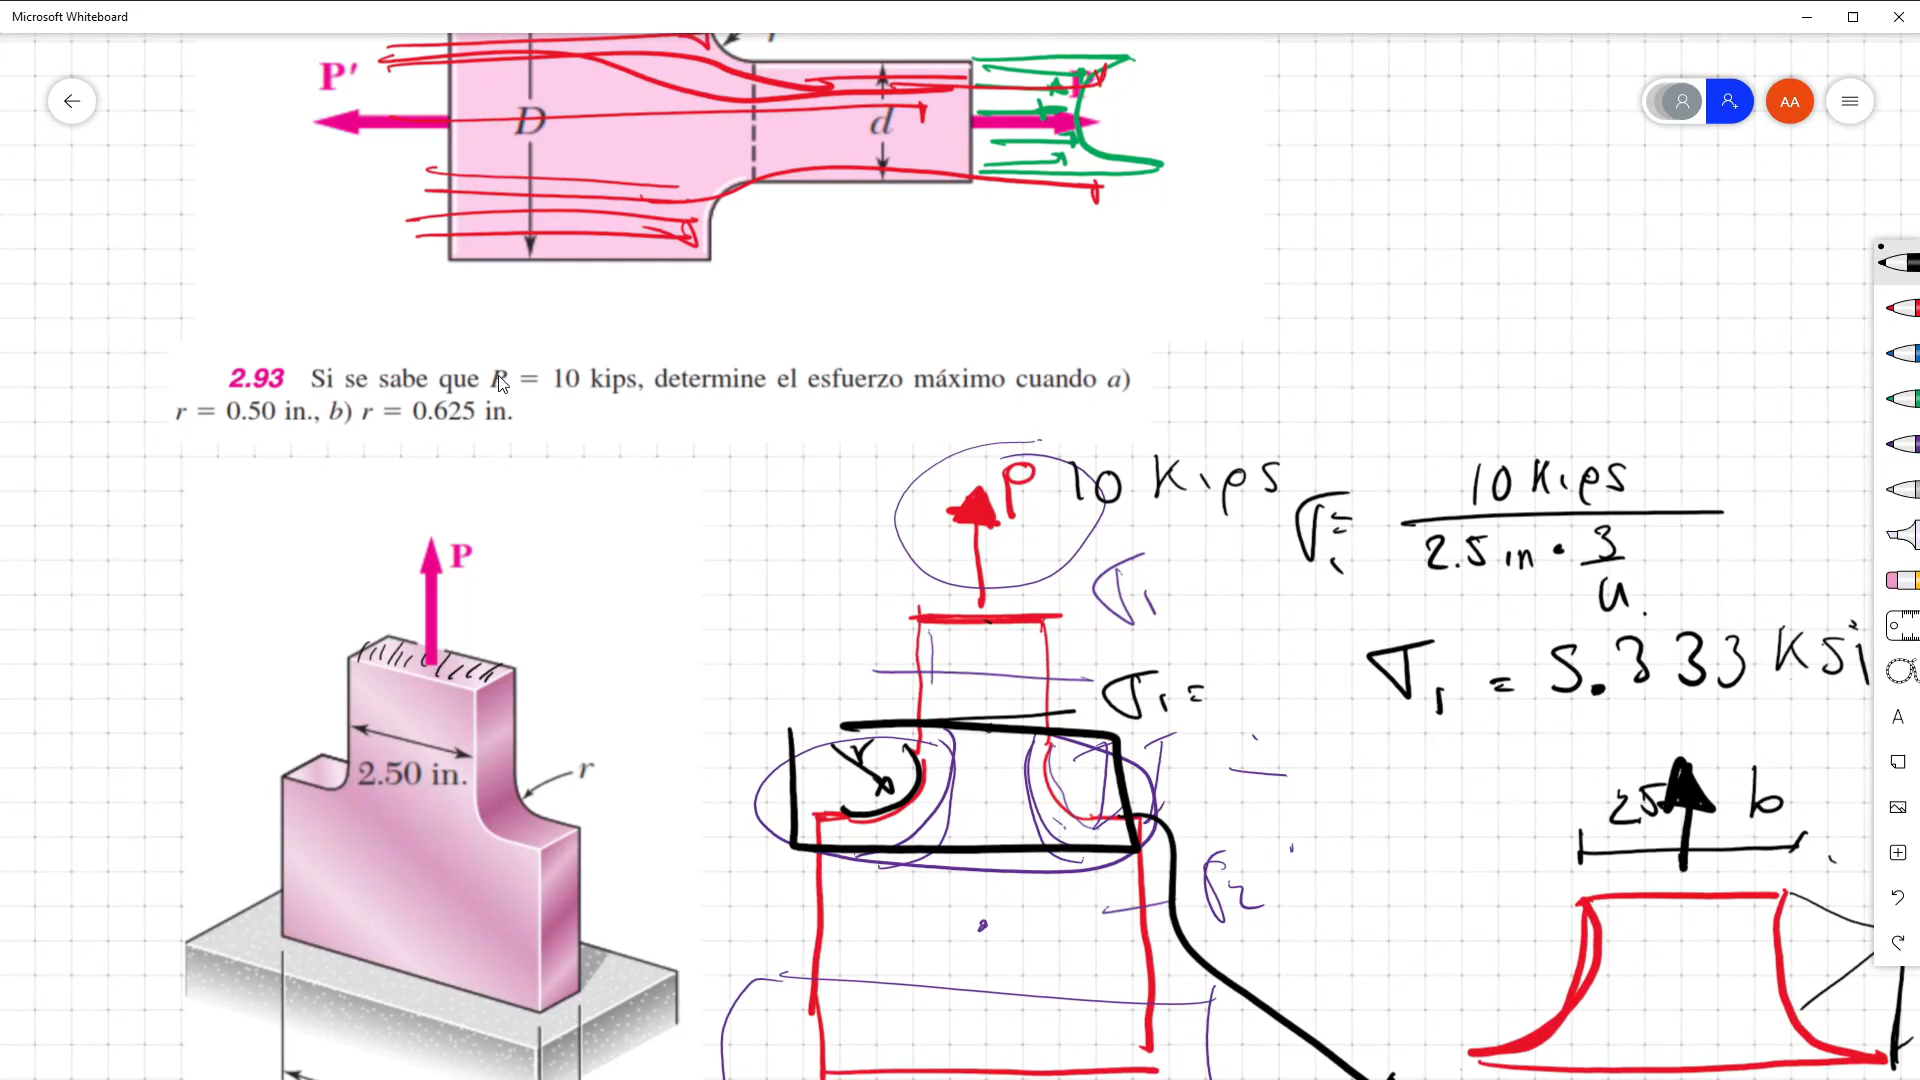 Microsoft Whiteboard
P′
D
d
AA
2.93 Si se sabe que P = 10 kips, determine el esfuerzo máximo cuando a)
r = 0.50 in., b) r = 0.625 in.
P 10 Kips
σ₁ = 10 Kips
2.5 in • 3
4
P
σ₁
σ₁ = 5.333 Ksi
σ₁ =
r
2.50 in.
r
b
σ₂
A